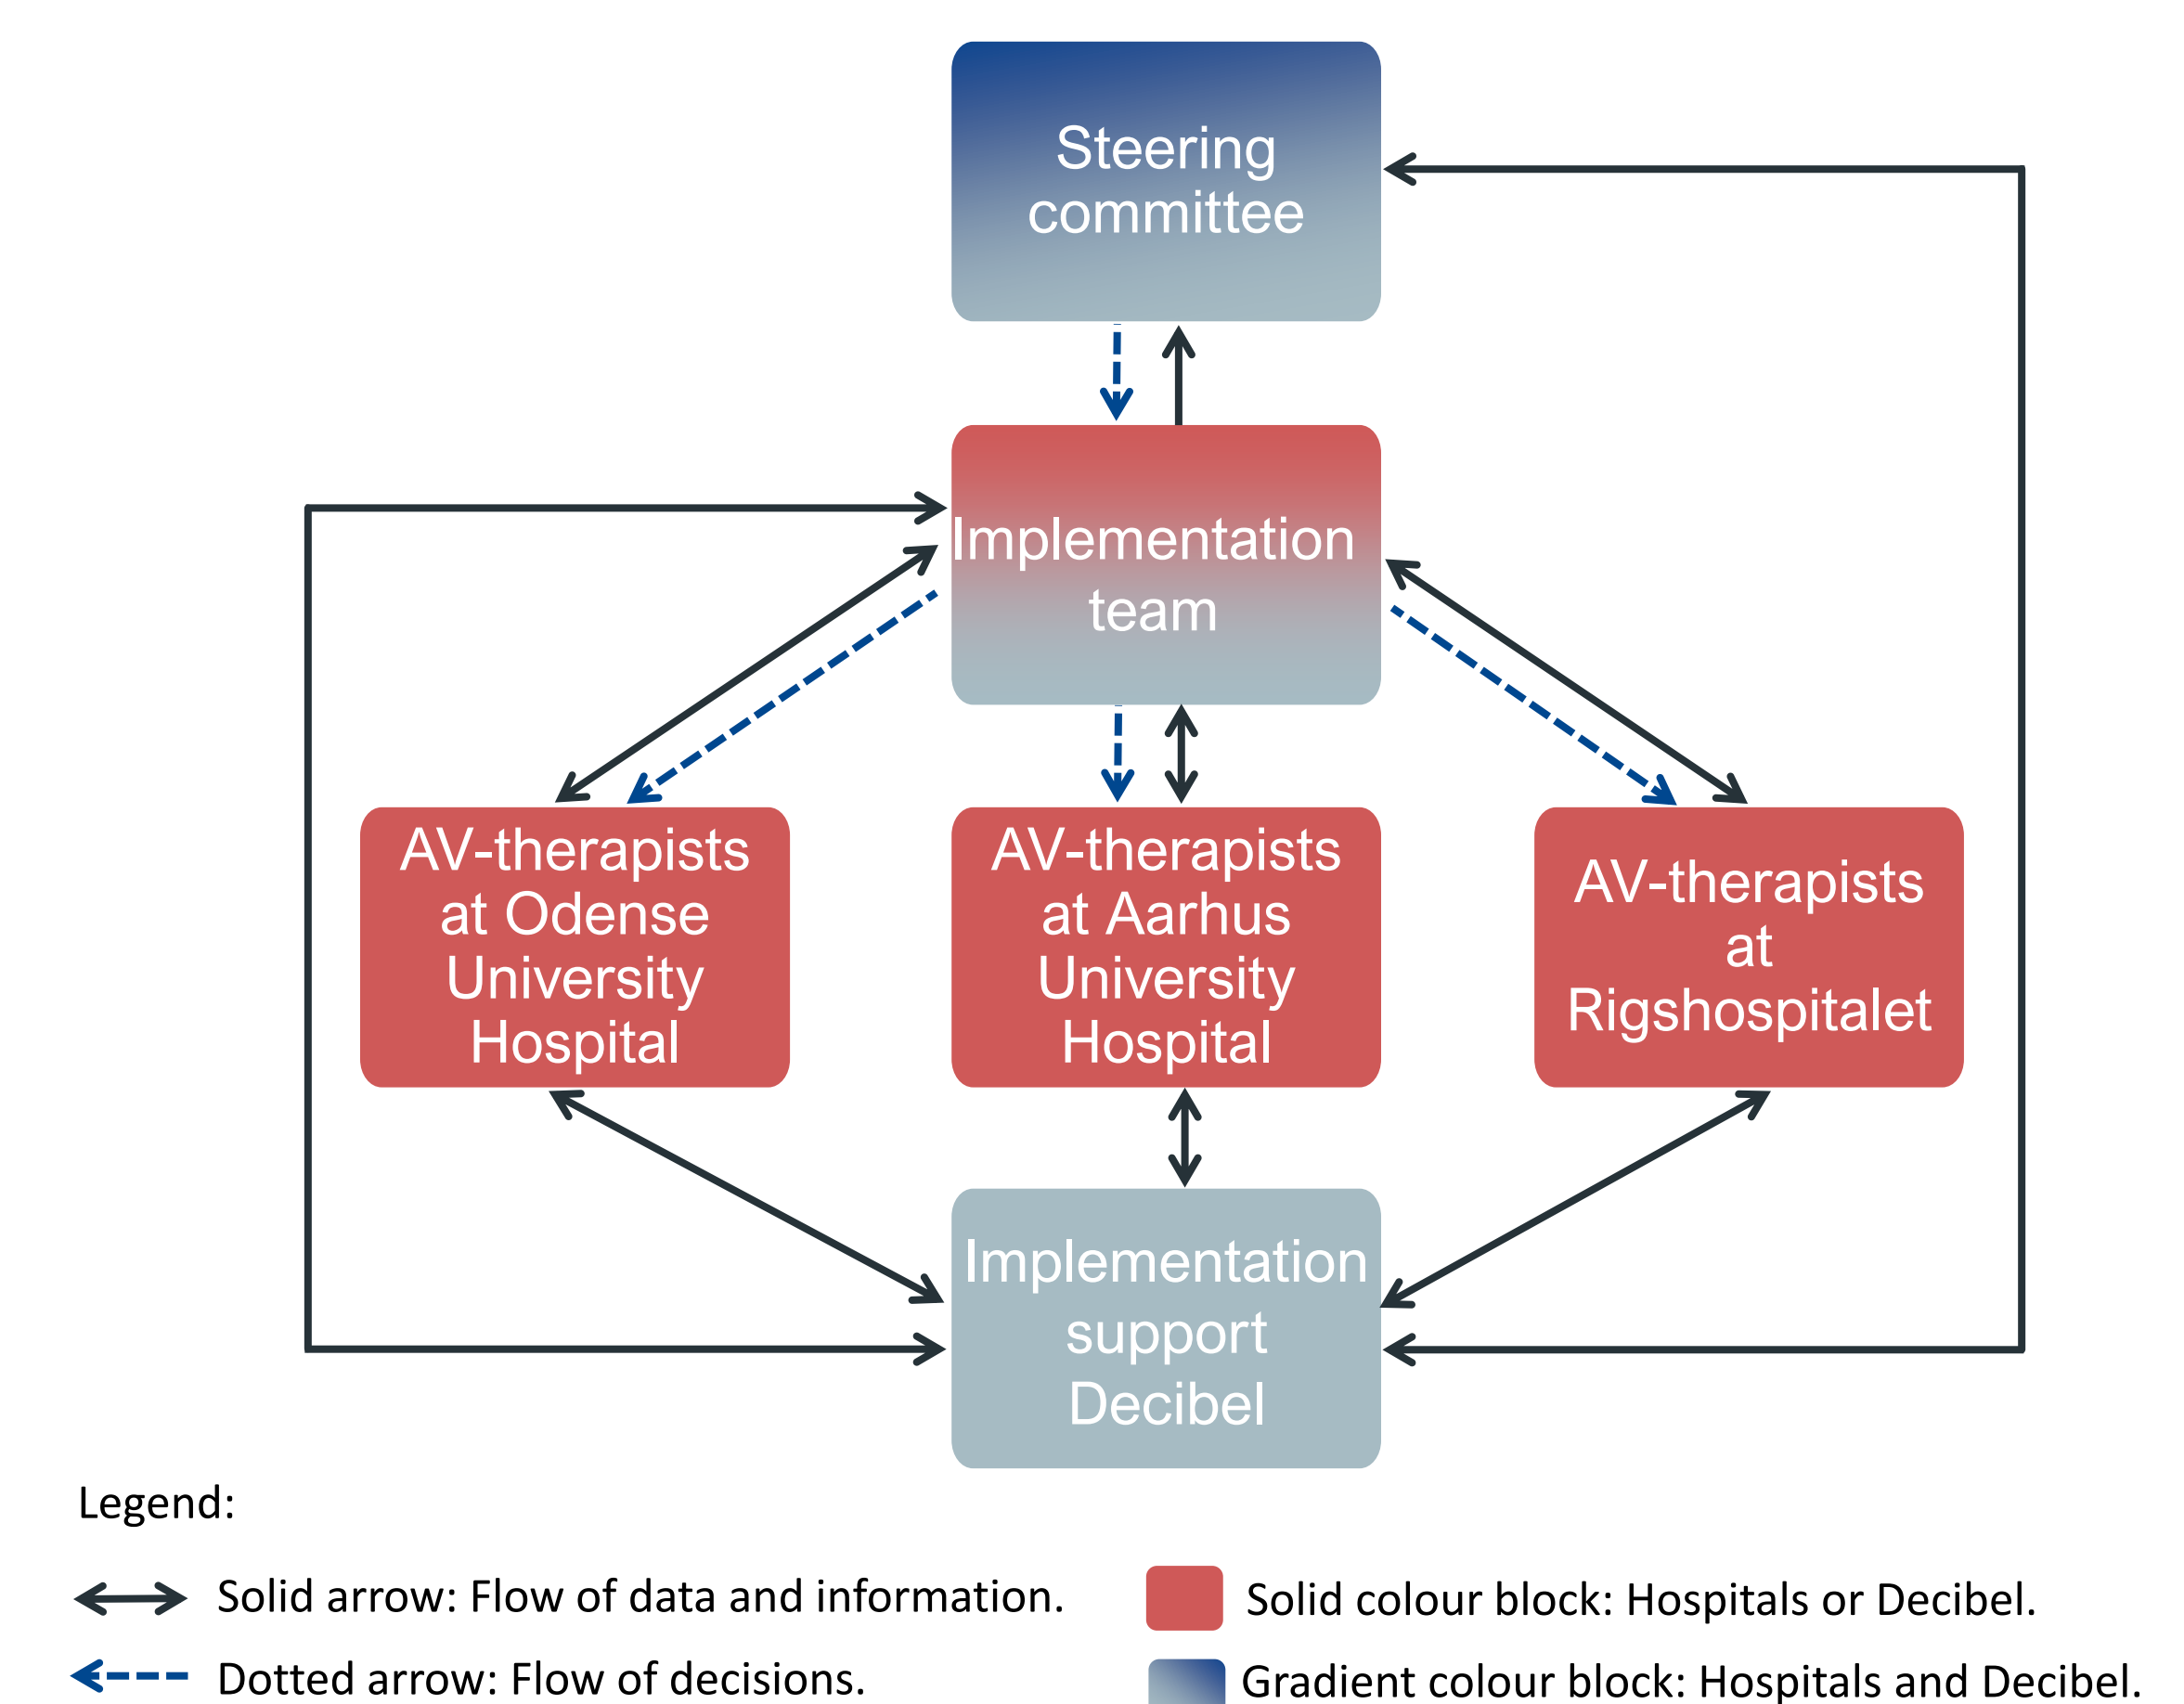 Steering
committee
Implementation
team
AV-therapists
at Odense
University
Hospital
AV-therapists
at Aarhus
University
Hospital
AV-therapists
at
Rigshospitalet
Implementation
support
Decibel
Legend:
Solid arrow: Flow of data and information.
Dotted arrow: Flow of decisions.
Solid colour block: Hospitals or Decibel.
Gradient colour block: Hospitals and Decibel.